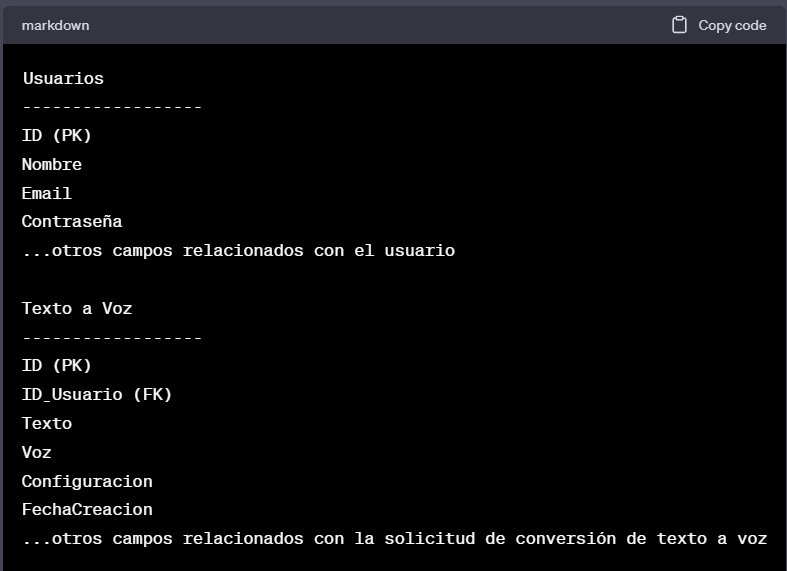 markdown
Copy code
Usuarios
------------------
ID (PK)
Nombre
Email
Contraseña
...otros campos relacionados con el usuario
Texto a Voz
------------------
ID (PK)
ID_Usuario (FK)
Texto
Voz
Configuracion
FechaCreacion
...otros campos relacionados con la solicitud de conversión de texto a voz